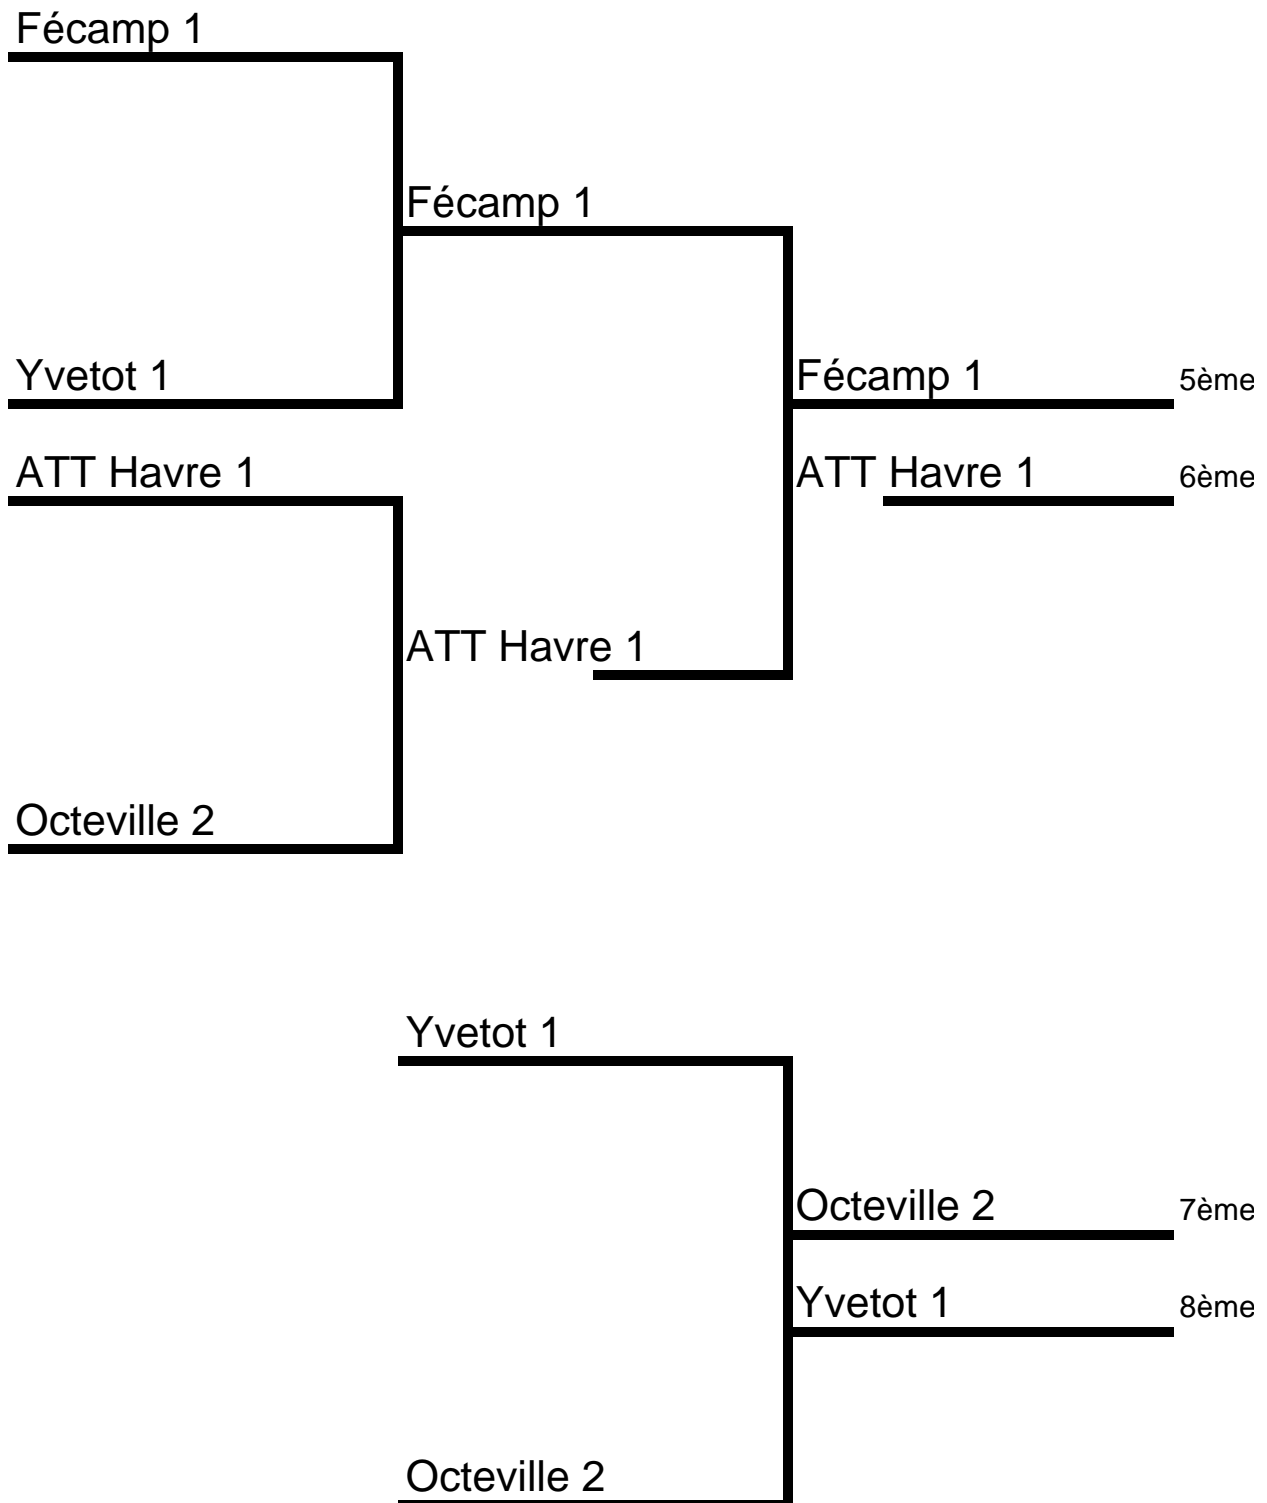 Fécamp 1
Fécamp 1
Yvetot 1
Fécamp 1 5ème
ATT Havre 1
ATT Havre 1 6ème
ATT Havre 1
Octeville 2
Yvetot 1
Octeville 2 7ème
Yvetot 1 8ème
Octeville 2